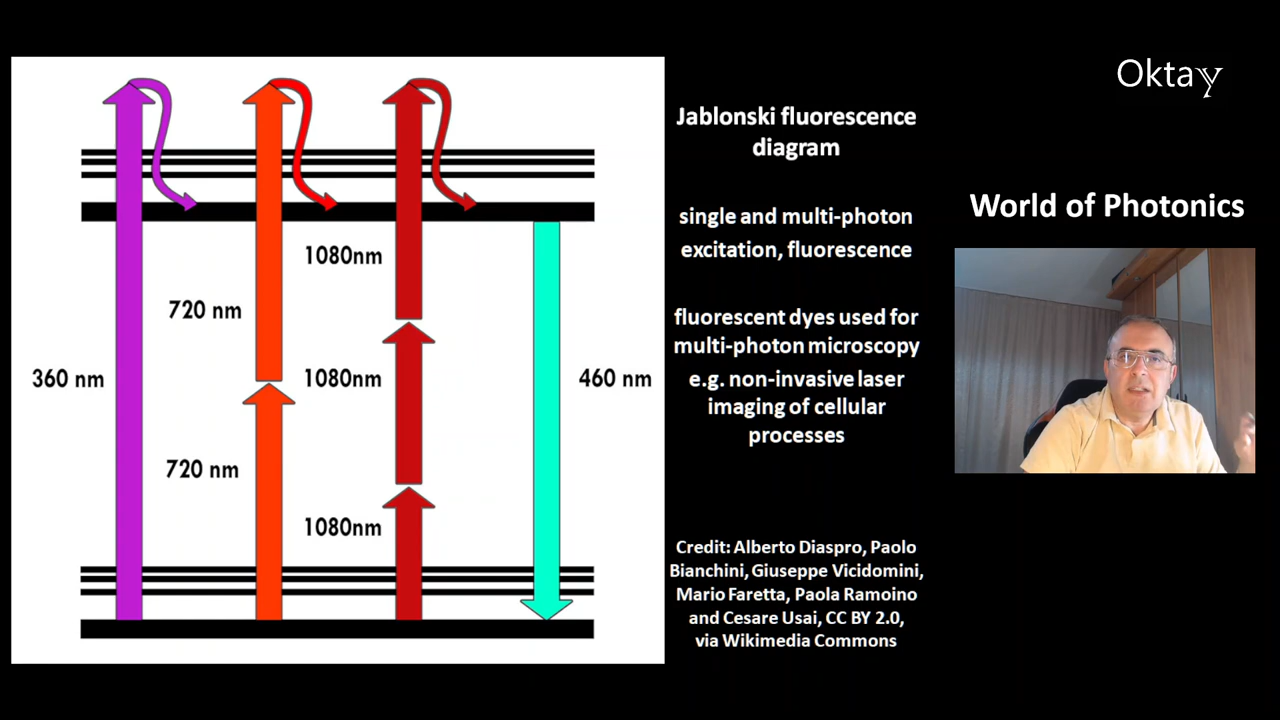 Oktay
Jablonski fluorescence
diagram
World of Photonics
single and multi-photon
excitation, fluorescence
fluorescent dyes used for
multi-photon microscopy
e.g. non-invasive laser
imaging of cellular
processes
Credit: Alberto Diaspro, Paolo
Bianchini, Giuseppe Vicidomini,
Mario Faretta, Paola Ramoino
and Cesare Usai, CC BY 2.0,
via Wikimedia Commons
1080nm
720 nm
360 nm
1080nm
460 nm
720 nm
1080nm